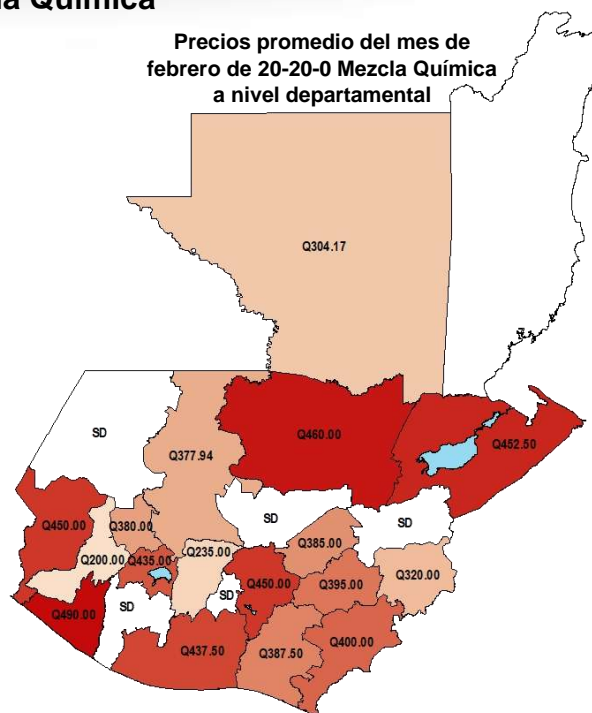 la Química
Precios promedio del mes de
febrero de 20-20-0 Mezcla Química
a nivel departamental
Q304.17
SD
Q377.94
Q460.00
Q452.50
Q450.00
Q380.00
SD
Q385.00
SD
Q200.00
Q435.00
Q235.00
SD
Q450.00
Q395.00
Q320.00
Q490.00
SD
Q437.50
Q387.50
Q400.00